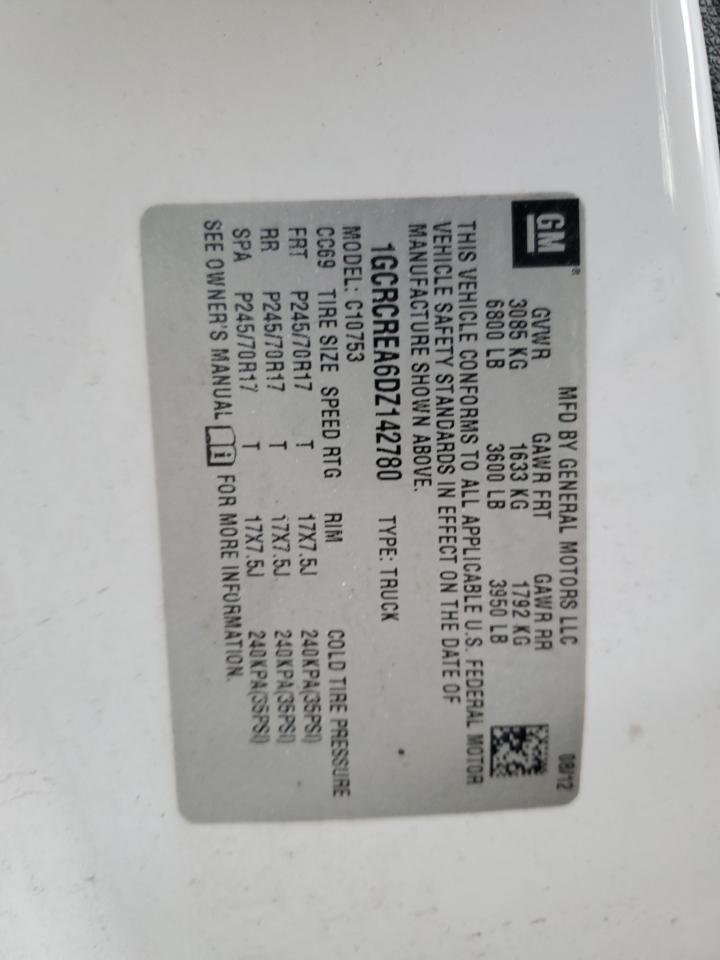 GM®
MFD BY GENERAL MOTORS LLC 08/12
GVWR GAWR FRT GAWR RR
3085 KG 1633 KG 1792 KG
6800 LB 3600 LB 3950 LB
THIS VEHICLE CONFORMS TO ALL APPLICABLE U.S. FEDERAL MOTOR
VEHICLE SAFETY STANDARDS IN EFFECT ON THE DATE OF
MANUFACTURE SHOWN ABOVE.
1GCRCREA6DZ142780 TYPE: TRUCK
MODEL: C10753
CC69 TIRE SIZE SPEED RTG RIM COLD TIRE PRESSURE
FRT P245/70R17 T 17X7.5J 240KPA(35PSI)
RR P245/70R17 T 17X7.5J 240KPA(35PSI)
SPA P245/70R17 T 17X7.5J 240KPA(35PSI)
SEE OWNER'S MANUAL FOR MORE INFORMATION.